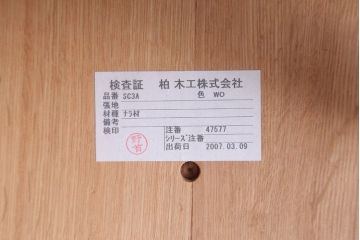 検査証 柏木工株式会社
品番 SC3A 色 WO
張地
材種 ナラ材
備考
検印 注番 47577
シリーズ注番
出荷日 2007.03.09